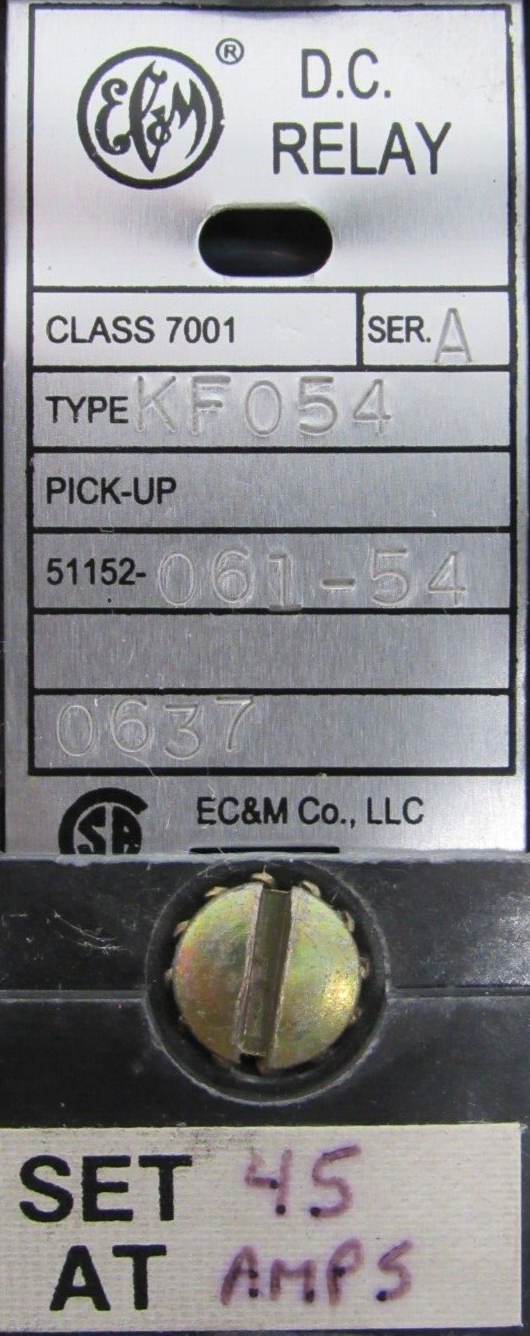 EC&M ® D.C.
RELAY
CLASS 7001 SER. A
TYPE KF054
PICK-UP
51152-061-54
0637
SA EC&M Co., LLC
SET 45
AT AMPS